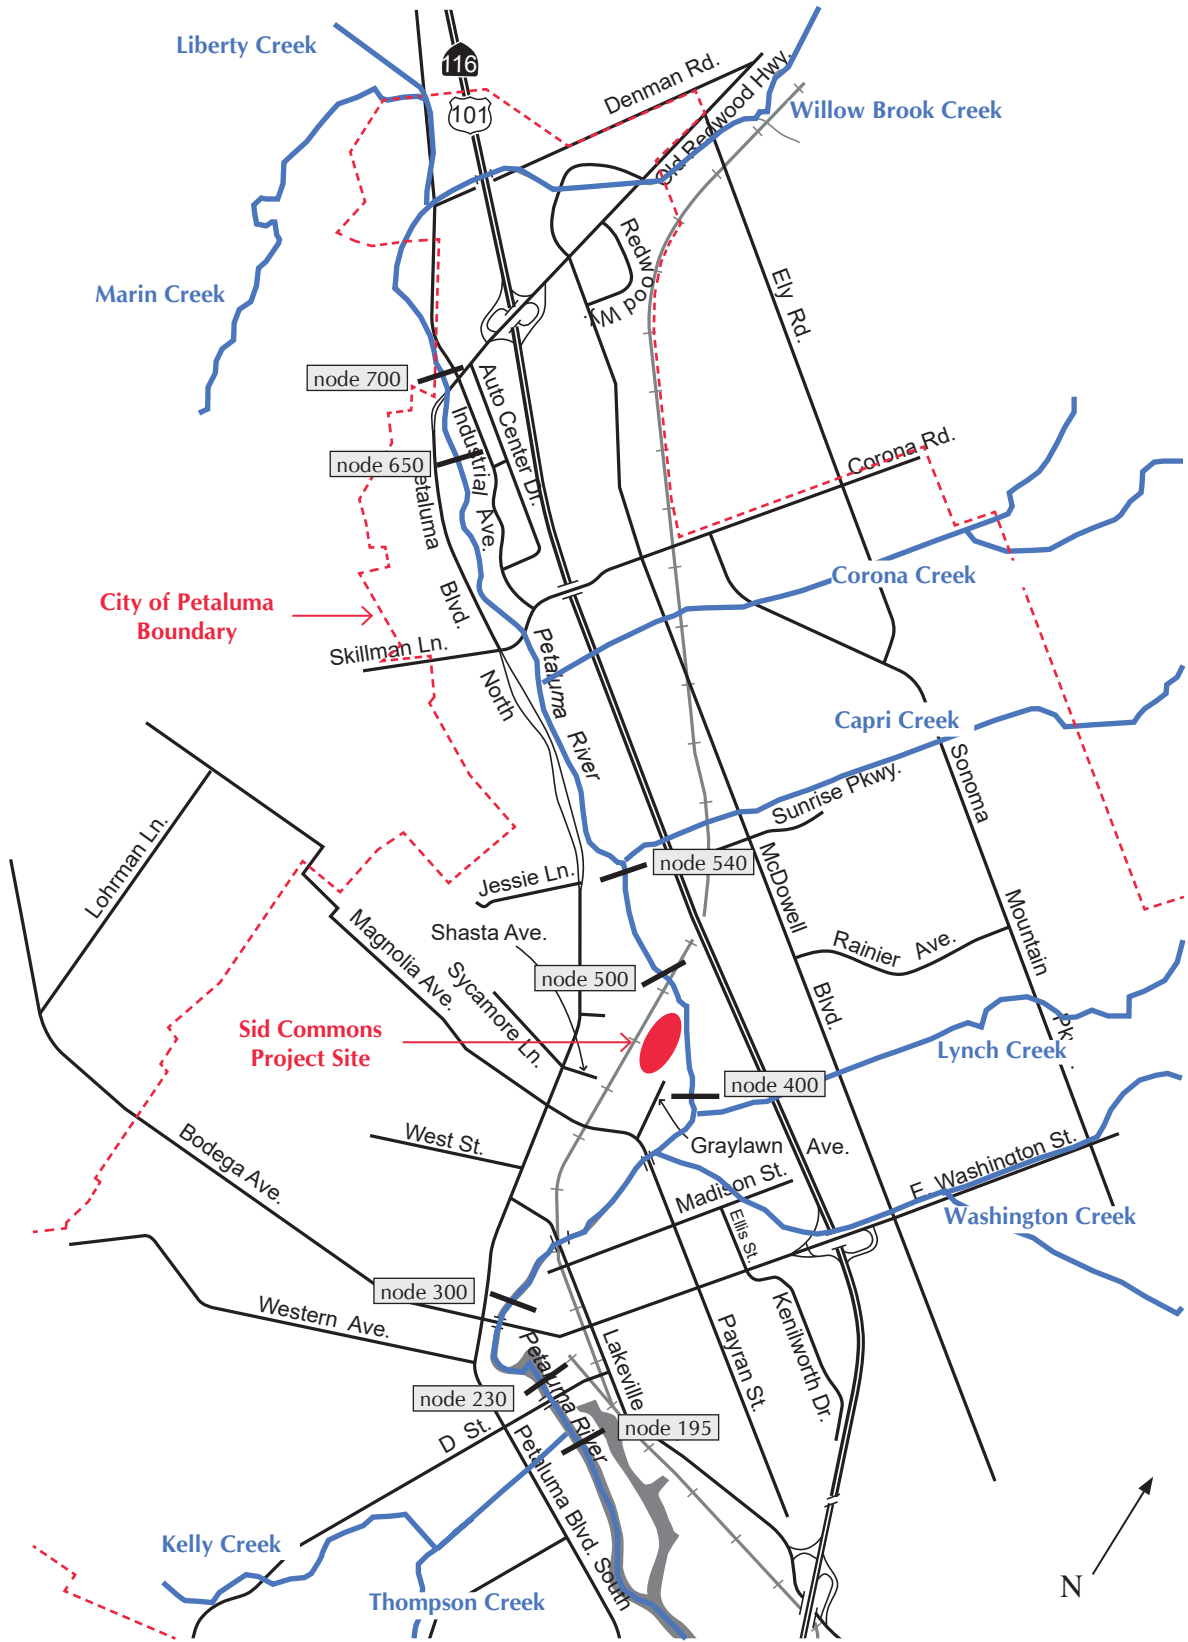 Liberty Creek
116
101
Denman Rd.
Old Redwood Hwy.
Willow Brook Creek
Redwood Wy.
Ely Rd.
Marin Creek
node 700
Auto Center Dr.
Industrial Ave.
node 650
etaluma
Blvd.
North
Corona Rd.
Corona Creek
City of Petaluma
Boundary
Skillman Ln.
Petaluma
River
Capri Creek
Sonoma
Mountain
Pk
Sunrise Pkwy.
Lohrman Ln.
node 540
McDowell
Blvd.
Jessie Ln.
Magnolia Ave.
Shasta Ave.
Sycamore Ln.
Rainier Ave.
node 500
Sid Commons
Project Site
Lynch Creek
node 400
Graylawn Ave.
West St.
Bodega Ave.
Madison St.
E. Washington St.
Ellis St.
Washington Creek
node 300
Western Ave.
Kenilworth Dr.
Payran St.
Lakeville
Petaluma River
node 230
node 195
D St.
Petaluma Blvd. South
Kelly Creek
Thompson Creek
N